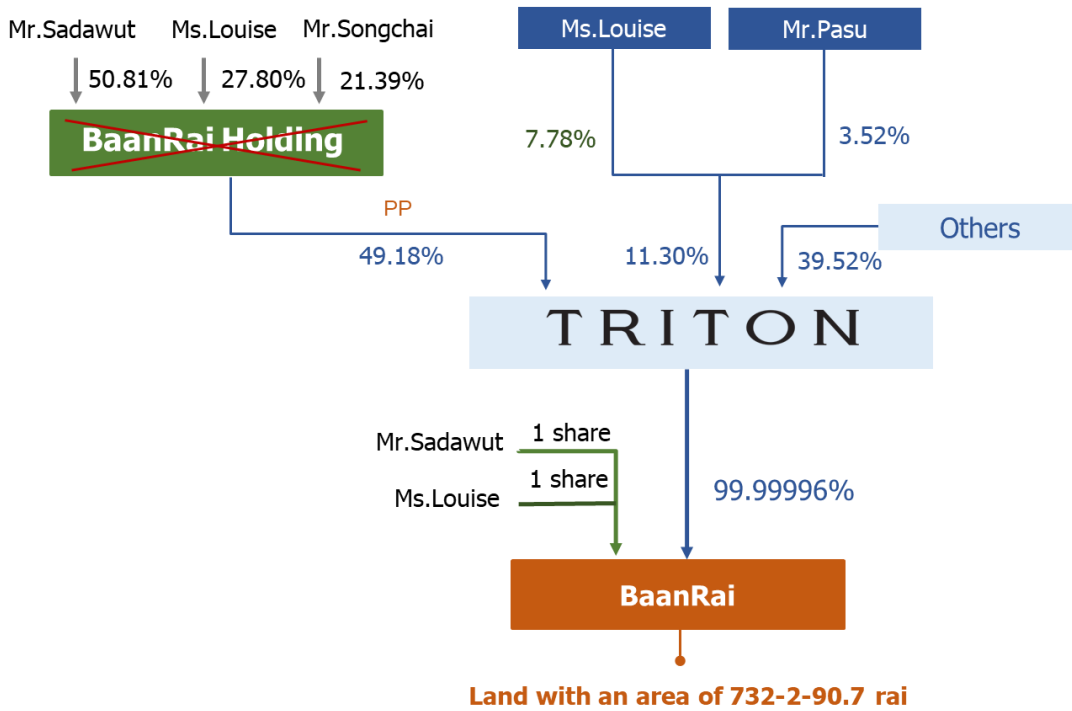 Mr.Sadawut
Ms.Louise
Mr.Songchai
50.81%
27.80%
21.39%
BaanRai Holding
Ms.Louise
Mr.Pasu
7.78%
3.52%
PP
49.18%
11.30%
39.52%
Others
TRITON
Mr.Sadawut
1 share
Ms.Louise
1 share
99.99996%
BaanRai
Land with an area of 732-2-90.7 rai